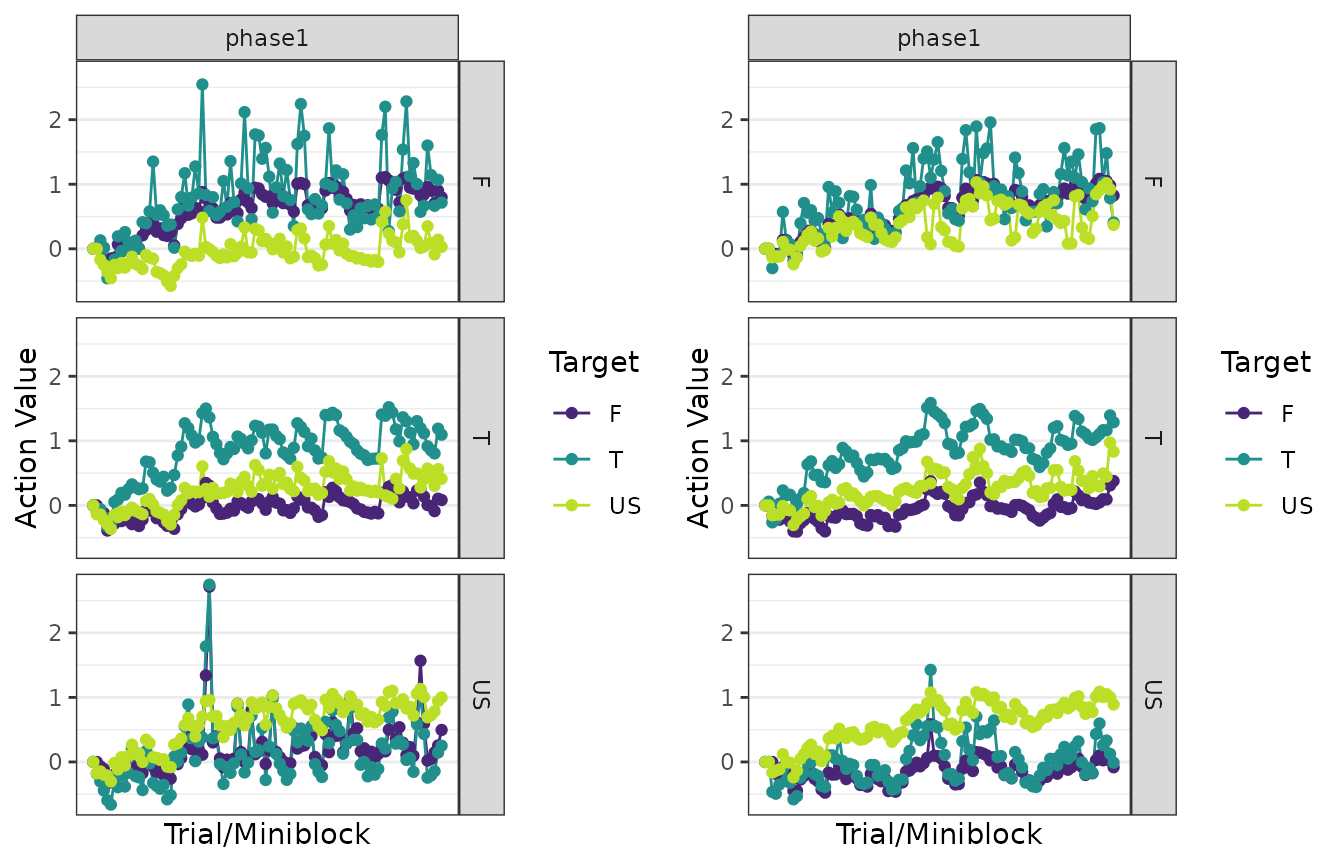 phase1
Action Value
2
1
0
F
2
1
0
T
2
1
0
US
Trial/Miniblock
Target
F
T
US
phase1
Action Value
2
1
0
F
2
1
0
T
2
1
0
US
Trial/Miniblock
Target
F
T
US